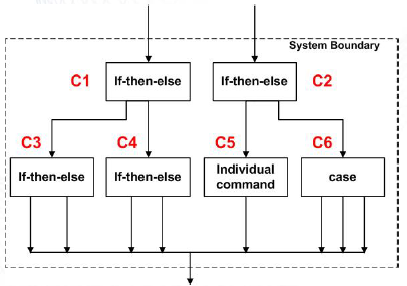 System Boundary
C1
If-then-else
If-then-else
C2
C3
C4
C5
C6
If-then-else
If-then-else
Individual
command
case